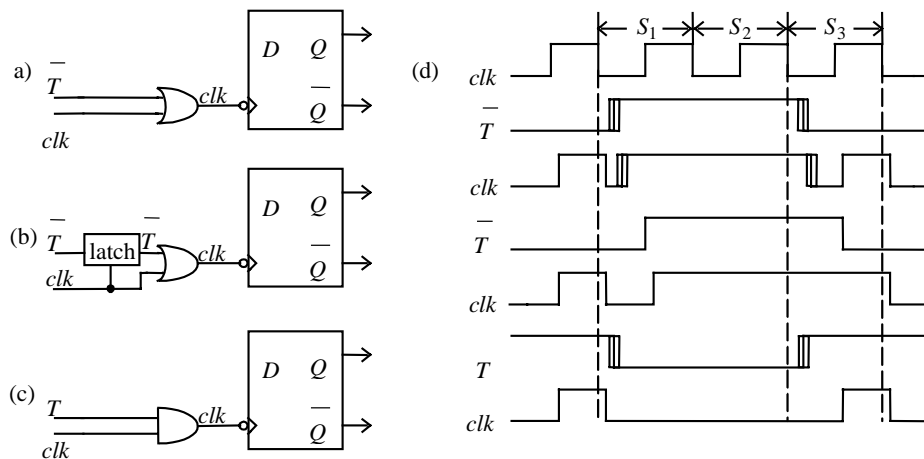 a)
T̅
clk
clk
D Q
Q̅
(b)
T̅
latch
T̅
clk
clk
D Q
Q̅
(c)
T
clk
clk
D Q
Q̅
(d)
S₁ S₂ S₃
clk
T̅
clk
T̅
clk
T
clk